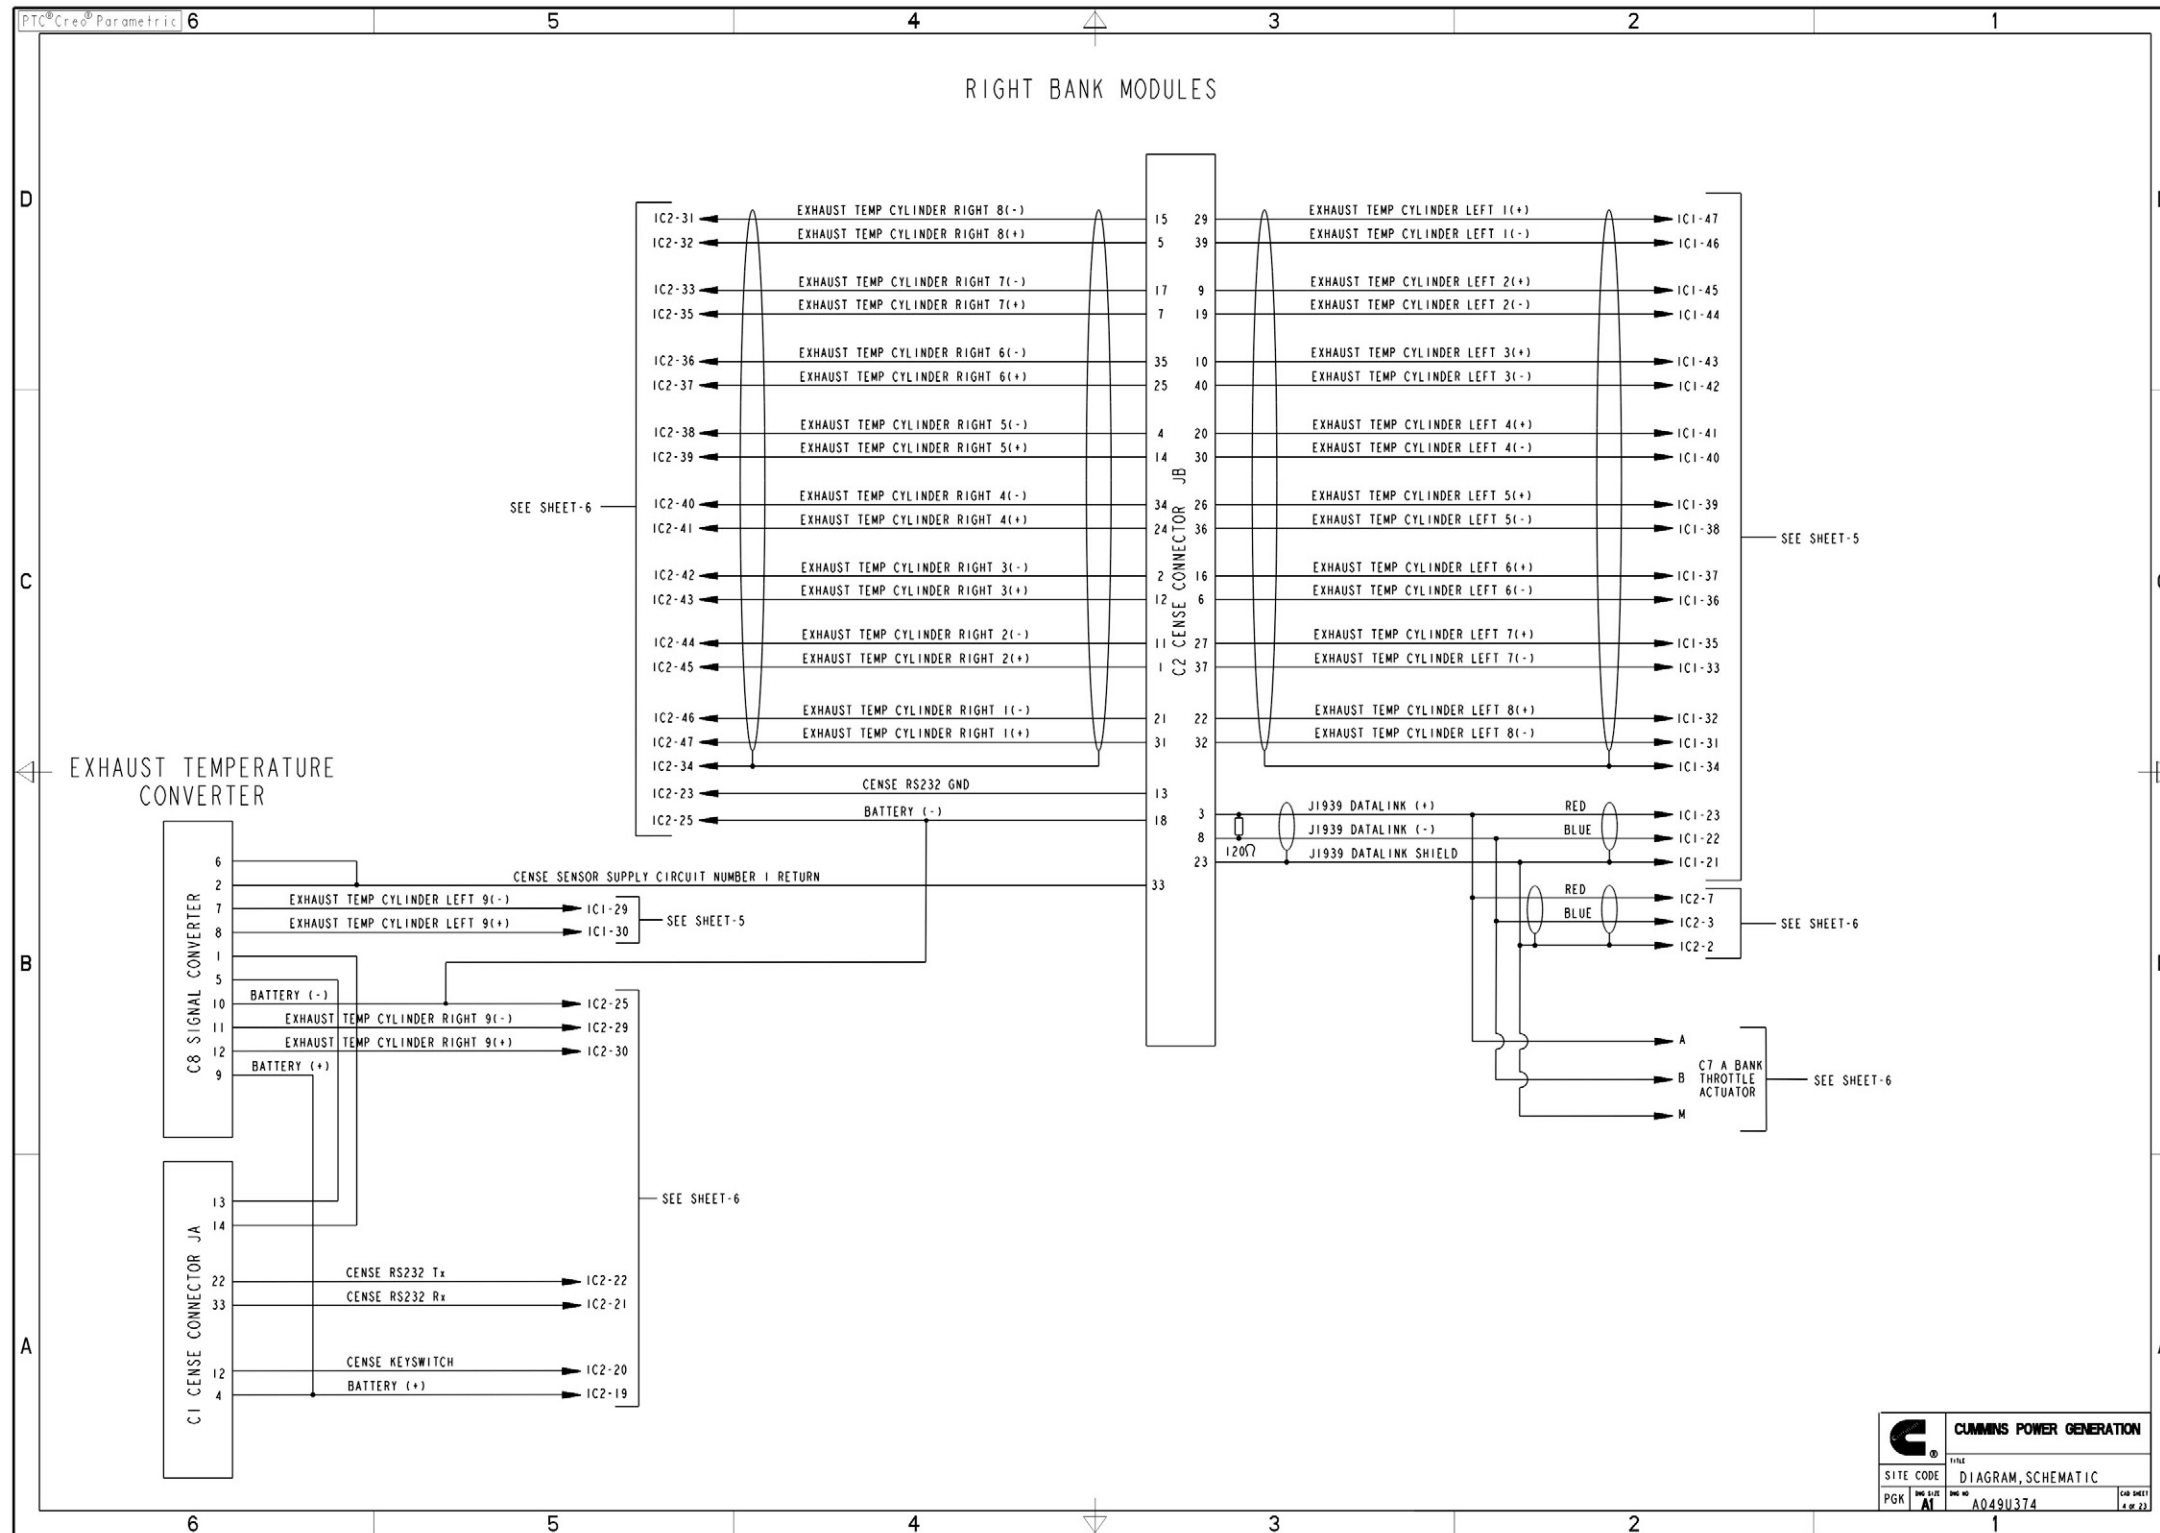 PTC® Creo® Parametric
6 5 4 3 2 1
RIGHT BANK MODULES
D
C
B
A
SEE SHEET-6
IC2-31 EXHAUST TEMP CYLINDER RIGHT 8(-) 15
IC2-32 EXHAUST TEMP CYLINDER RIGHT 8(+) 5
IC2-33 EXHAUST TEMP CYLINDER RIGHT 7(-) 17
IC2-35 EXHAUST TEMP CYLINDER RIGHT 7(+) 7
IC2-36 EXHAUST TEMP CYLINDER RIGHT 6(-) 35
IC2-37 EXHAUST TEMP CYLINDER RIGHT 6(+) 25
IC2-38 EXHAUST TEMP CYLINDER RIGHT 5(-) 4
IC2-39 EXHAUST TEMP CYLINDER RIGHT 5(+) 14
IC2-40 EXHAUST TEMP CYLINDER RIGHT 4(-) 34
IC2-41 EXHAUST TEMP CYLINDER RIGHT 4(+) 24
IC2-42 EXHAUST TEMP CYLINDER RIGHT 3(-) 2
IC2-43 EXHAUST TEMP CYLINDER RIGHT 3(+) 12
IC2-44 EXHAUST TEMP CYLINDER RIGHT 2(-) 11
IC2-45 EXHAUST TEMP CYLINDER RIGHT 2(+) 1
IC2-46 EXHAUST TEMP CYLINDER RIGHT 1(-) 21
IC2-47 EXHAUST TEMP CYLINDER RIGHT 1(+) 31
IC2-34
IC2-23 CENSE RS232 GND 13
IC2-25 BATTERY (-) 18
C2 CENSE CONNECTOR JB
29 EXHAUST TEMP CYLINDER LEFT 1(+) IC1-47
39 EXHAUST TEMP CYLINDER LEFT 1(-) IC1-46
9 EXHAUST TEMP CYLINDER LEFT 2(+) IC1-45
19 EXHAUST TEMP CYLINDER LEFT 2(-) IC1-44
10 EXHAUST TEMP CYLINDER LEFT 3(+) IC1-43
40 EXHAUST TEMP CYLINDER LEFT 3(-) IC1-42
20 EXHAUST TEMP CYLINDER LEFT 4(+) IC1-41
30 EXHAUST TEMP CYLINDER LEFT 4(-) IC1-40
26 EXHAUST TEMP CYLINDER LEFT 5(+) IC1-39
36 EXHAUST TEMP CYLINDER LEFT 5(-) IC1-38
16 EXHAUST TEMP CYLINDER LEFT 6(+) IC1-37
6 EXHAUST TEMP CYLINDER LEFT 6(-) IC1-36
27 EXHAUST TEMP CYLINDER LEFT 7(+) IC1-35
37 EXHAUST TEMP CYLINDER LEFT 7(-) IC1-33
22 EXHAUST TEMP CYLINDER LEFT 8(+) IC1-32
32 EXHAUST TEMP CYLINDER LEFT 8(-) IC1-31
IC1-34
3 J1939 DATALINK (+) RED IC1-23
8 J1939 DATALINK (-) BLUE IC1-22
120Ω
23 J1939 DATALINK SHIELD IC1-21
SEE SHEET-5
RED IC2-7
BLUE IC2-3
IC2-2
SEE SHEET-6
A
B
M
C7 A BANK
THROTTLE
ACTUATOR
SEE SHEET-6
EXHAUST TEMPERATURE
CONVERTER
C8 SIGNAL CONVERTER
6
2 CENSE SENSOR SUPPLY CIRCUIT NUMBER 1 RETURN 33
7 EXHAUST TEMP CYLINDER LEFT 9(-) IC1-29
8 EXHAUST TEMP CYLINDER LEFT 9(+) IC1-30
SEE SHEET-5
1
5
10 BATTERY (-) IC2-25
11 EXHAUST TEMP CYLINDER RIGHT 9(-) IC2-29
12 EXHAUST TEMP CYLINDER RIGHT 9(+) IC2-30
9 BATTERY (+)
C1 CENSE CONNECTOR JA
13
14
22 CENSE RS232 Tx IC2-22
33 CENSE RS232 Rx IC2-21
12 CENSE KEYSWITCH IC2-20
4 BATTERY (+) IC2-19
SEE SHEET-6
CUMMINS POWER GENERATION
TITLE
SITE CODE DIAGRAM, SCHEMATIC
PGK DWG SIZE A1 DWG NO A049U374 CAD SHEET 4 OF 23
6 5 4 3 2 1